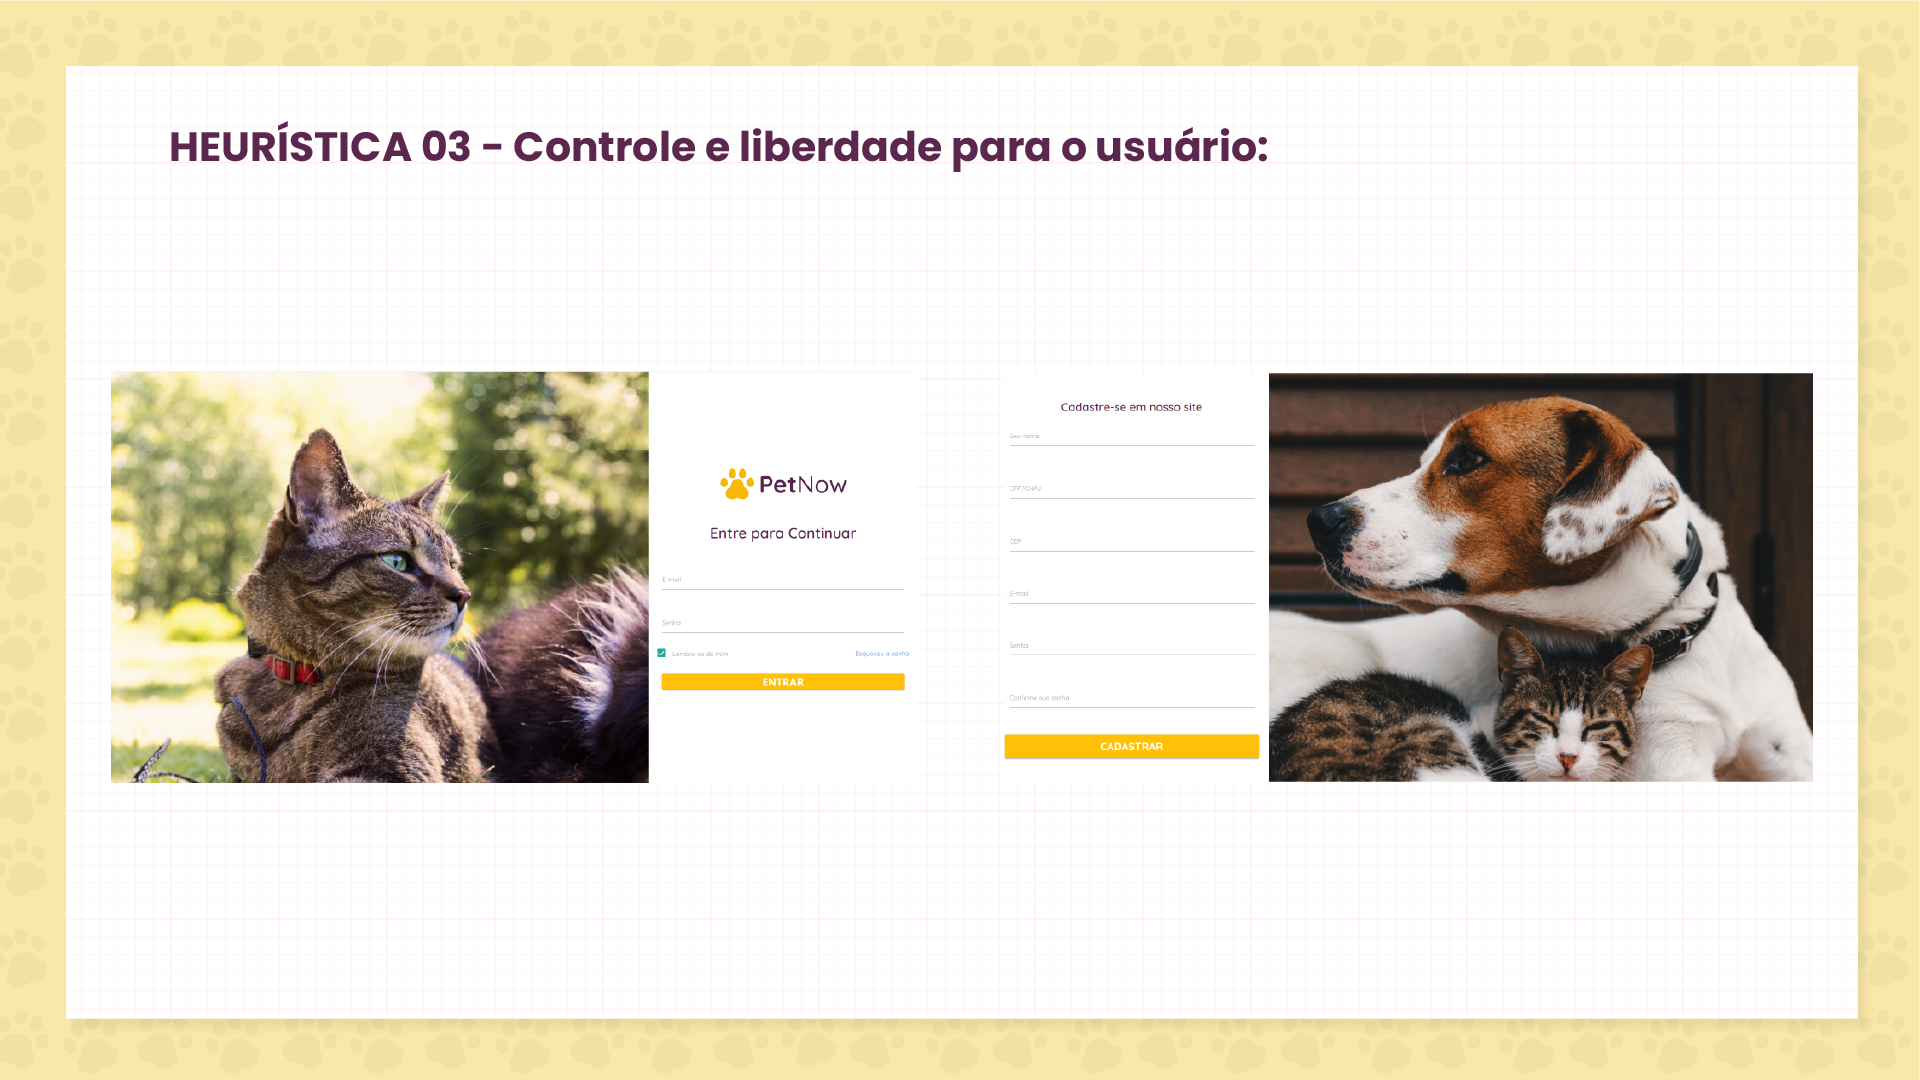 HEURÍSTICA 03 - Controle e liberdade para o usuário:
PetNow
Entre para Continuar
E-mail
Senha
Lembre-se de mim
Esqueceu a senha
ENTRAR
Cadastre-se em nosso site
Seu nome
CPF/CNPJ
CEP
E-mail
Senha
Confirme sua senha
CADASTRAR